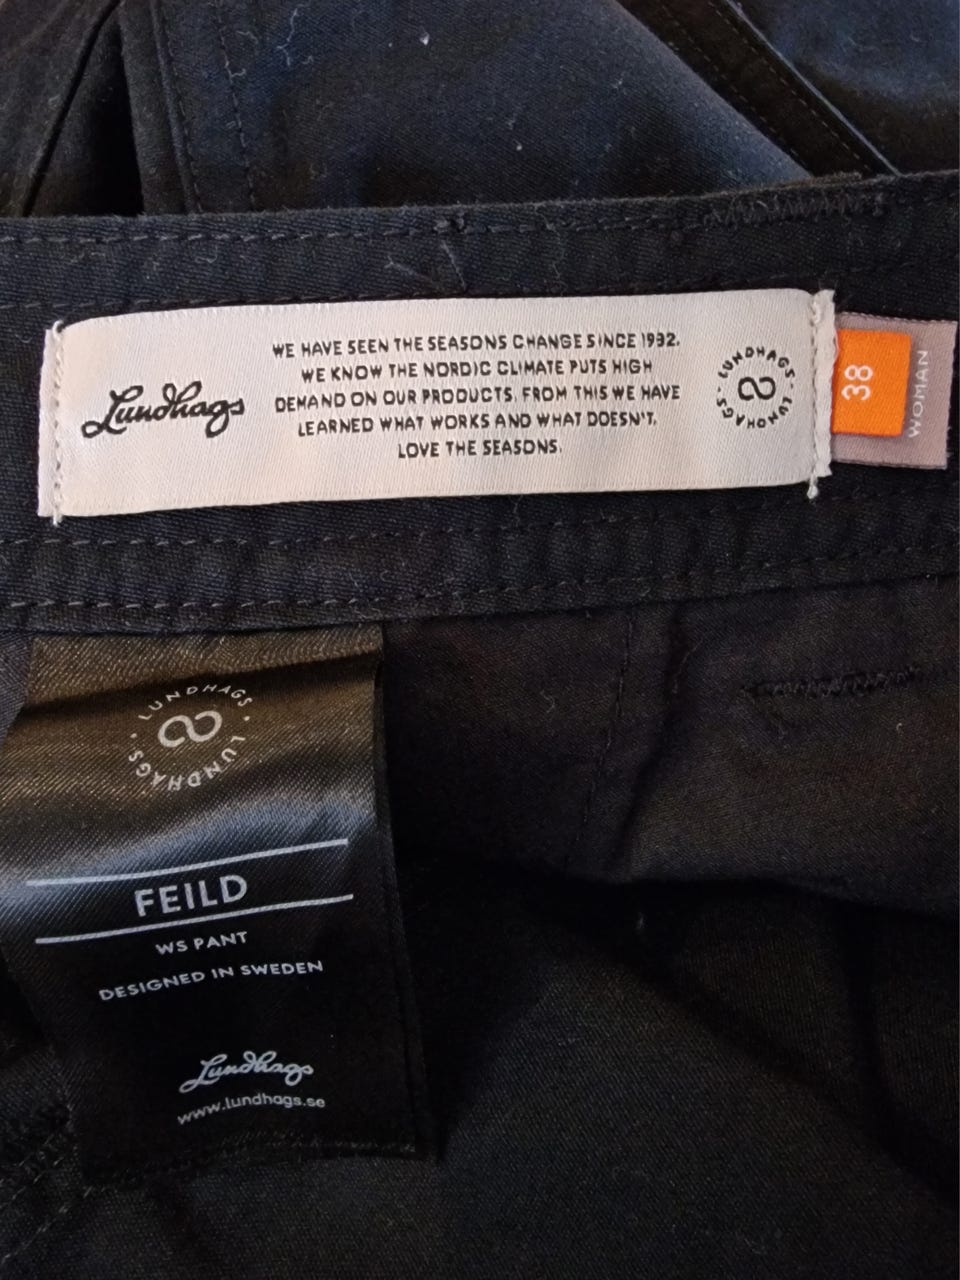 Lundhags
WE HAVE SEEN THE SEASONS CHANGE SINCE 1932.
WE KNOW THE NORDIC CLIMATE PUTS HIGH
DEMAND ON OUR PRODUCTS. FROM THIS WE HAVE
LEARNED WHAT WORKS AND WHAT DOESN'T.
LOVE THE SEASONS.
LUNDHAGS · LUNDHAGS ·
38
WOMAN
LUNDHAGS · LUNDHAGS ·
FEILD
WS PANT
DESIGNED IN SWEDEN
Lundhags
www.lundhags.se